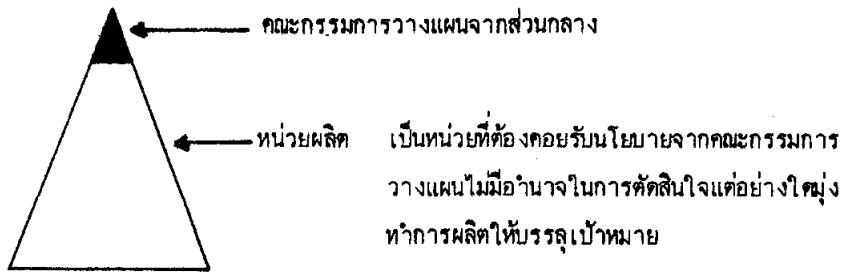 คณะกรรมการวางแผนจากส่วนกลาง
หน่วยผลิต เป็นหน่วยที่ต้องคอยรับนโยบายจากคณะกรรมการ
วางแผนไม่มีอำนาจในการตัดสินใจแต่อย่างใดมุ่ง
ทำการผลิตให้บรรลุเป้าหมาย